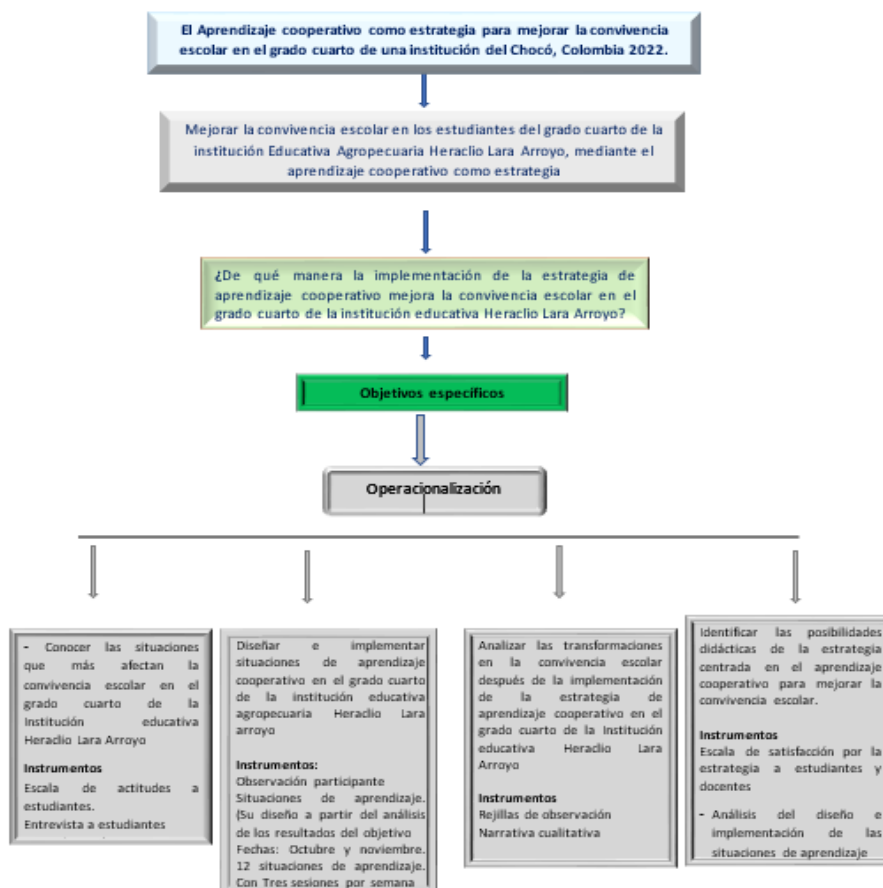 El Aprendizaje cooperativo como estrategia para mejorar la convivencia
escolar en el grado cuarto de una institución del Chocó, Colombia 2022.
Mejorar la convivencia escolar en los estudiantes del grado cuarto de la
institución Educativa Agropecuaria Heraclio Lara Arroyo, mediante el
aprendizaje cooperativo como estrategia
¿De qué manera la implementación de la estrategia de
aprendizaje cooperativo mejora la convivencia escolar en el
grado cuarto de la institución educativa Heraclio Lara Arroyo?
Objetivos específicos
Operacionalización
- Conocer las situaciones
que más afectan la
convivencia escolar en el
grado cuarto de la
Institución educativa
Heraclio Lara Arroyo
Instrumentos
Escala de actitudes a
estudiantes.
Entrevista a estudiantes
Diseñar e implementar
situaciones de aprendizaje
cooperativo en el grado cuarto
de la institución educativa
agropecuaria Heraclio Lara
arroyo
Instrumentos:
Observación participante
Situaciones de aprendizaje.
(Su diseño a partir del análisis
de los resultados del objetivo
Fechas: Octubre y noviembre.
12 situaciones de aprendizaje.
Con Tres sesiones por semana
Analizar las transformaciones
en la convivencia escolar
después de la implementación
de la estrategia de
aprendizaje cooperativo en el
grado cuarto de la Institución
educativa Heraclio Lara
Arroyo
Instrumentos
Rejillas de observación
Narrativa cualitativa
Identificar las posibilidades
didácticas de la estrategia
centrada en el aprendizaje
cooperativo para mejorar la
convivencia escolar.
Instrumentos
Escala de satisfacción por la
estrategia a estudiantes y
docentes
- Análisis del diseño e
implementación de las
situaciones de aprendizaje